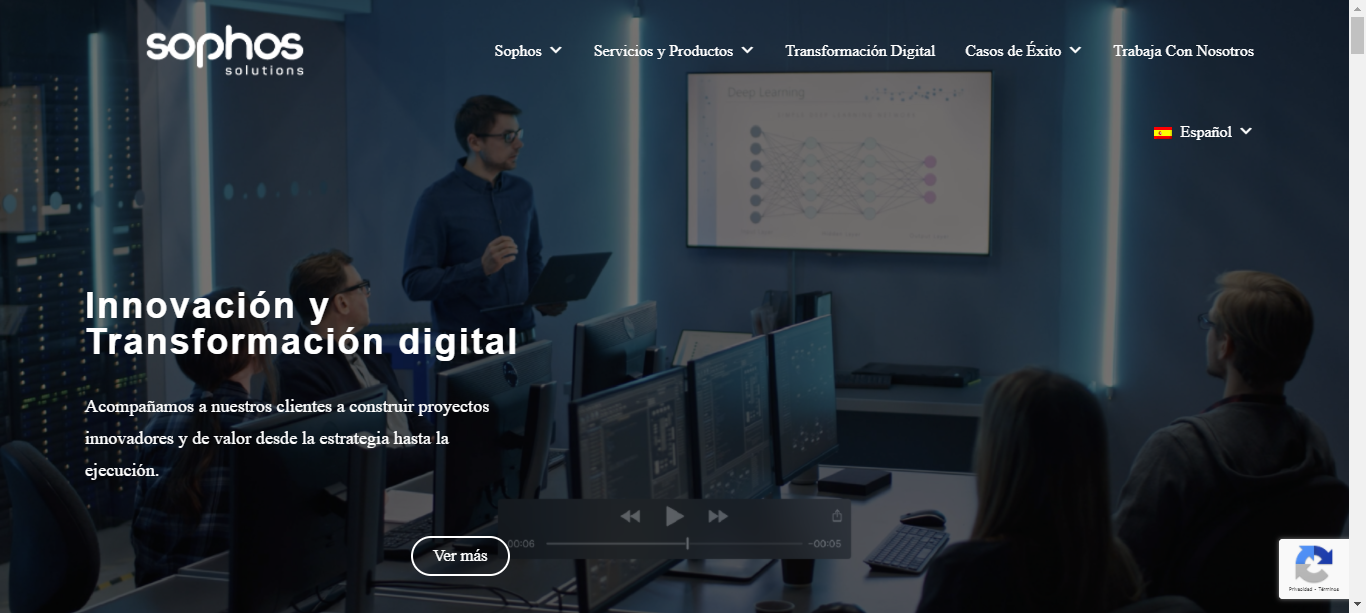 sophos
solutions
Sophos
Servicios y Productos
Transformación Digital
Casos de Éxito
Trabaja Con Nosotros
Deep Learning
Español
Innovación y
Transformación digital
Acompañamos a nuestros clientes a construir proyectos
innovadores y de valor desde la estrategia hasta la
ejecución.
00:06
-00:05
Ver más
Privacidad - Términos